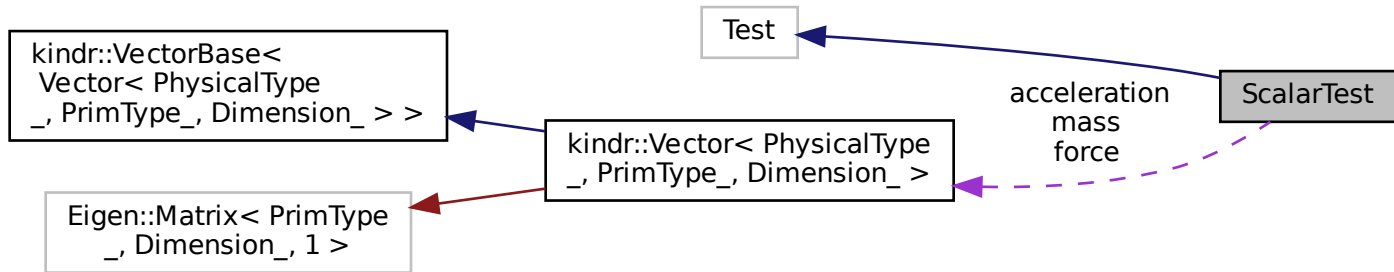 kindr::VectorBase<
Vector< PhysicalType
_, PrimType_, Dimension_ > >
Eigen::Matrix< PrimType
_, Dimension_, 1 >
kindr::Vector< PhysicalType
_, PrimType_, Dimension_ >
Test
acceleration
mass
force
ScalarTest